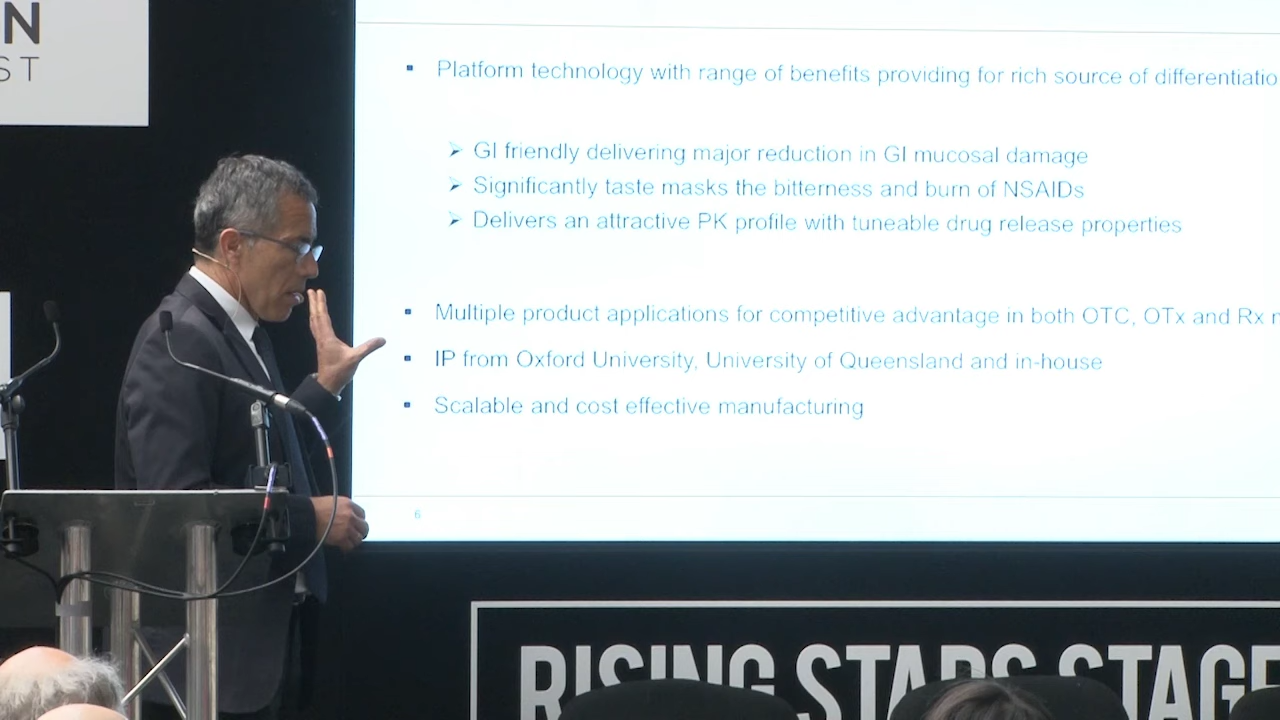 N
ST
Platform technology with range of benefits providing for rich source of differentiatio
GI friendly delivering major reduction in GI mucosal damage
Significantly taste masks the bitterness and burn of NSAIDs
Delivers an attractive PK profile with tuneable drug release properties
Multiple product applications for competitive advantage in both OTC, OTx and Rx
IP from Oxford University, University of Queensland and in-house
Scalable and cost effective manufacturing
6
RISING STARS STAGE